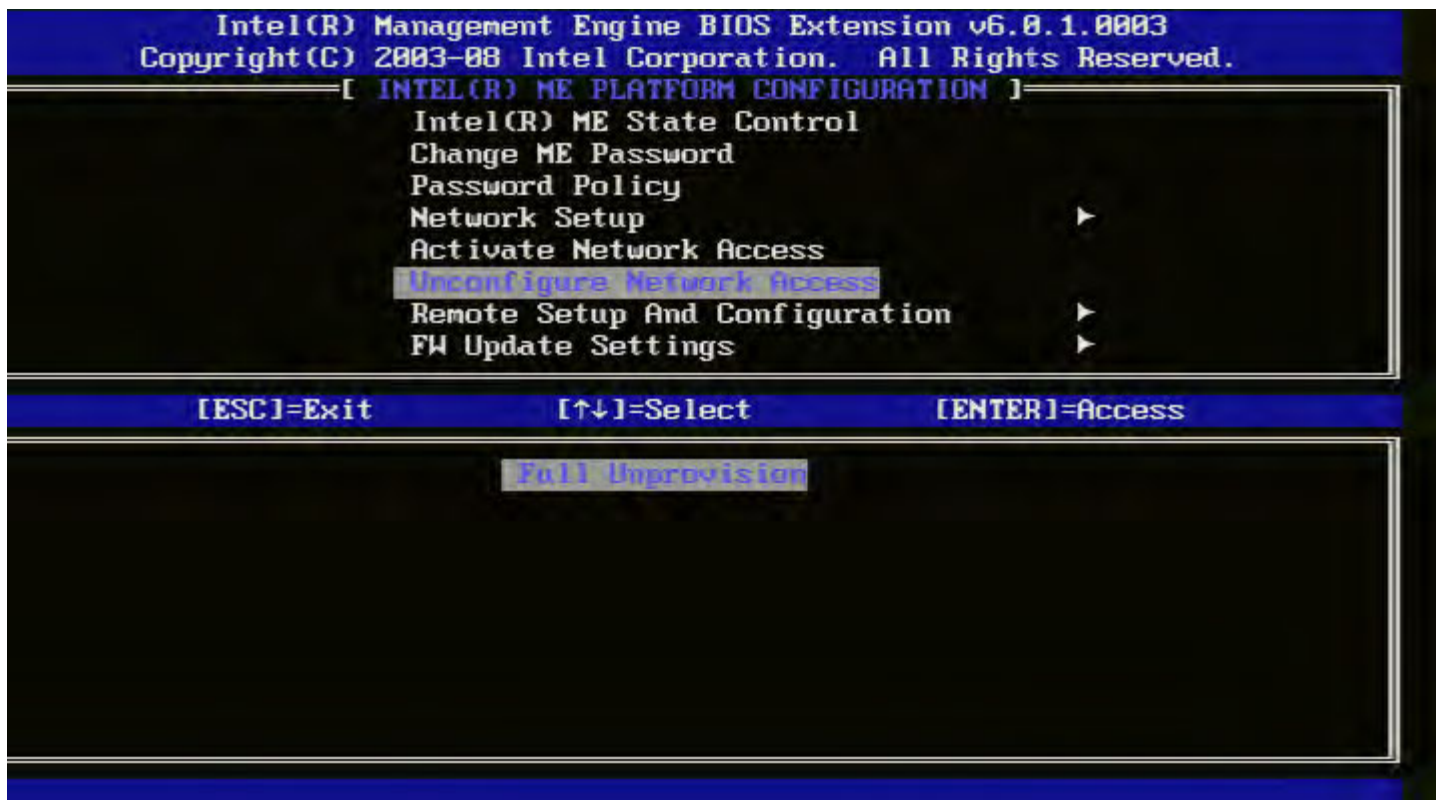 Intel(R) Management Engine BIOS Extension v6.0.1.0003
Copyright(C) 2003-08 Intel Corporation. All Rights Reserved.
[ INTEL(R) ME PLATFORM CONFIGURATION ]
Intel(R) ME State Control
Change ME Password
Password Policy
Network Setup ►
Activate Network Access
Unconfigure Network Access
Remote Setup And Configuration ►
FW Update Settings ►
[ESC]=Exit [↑↓]=Select [ENTER]=Access
Full Unprovision